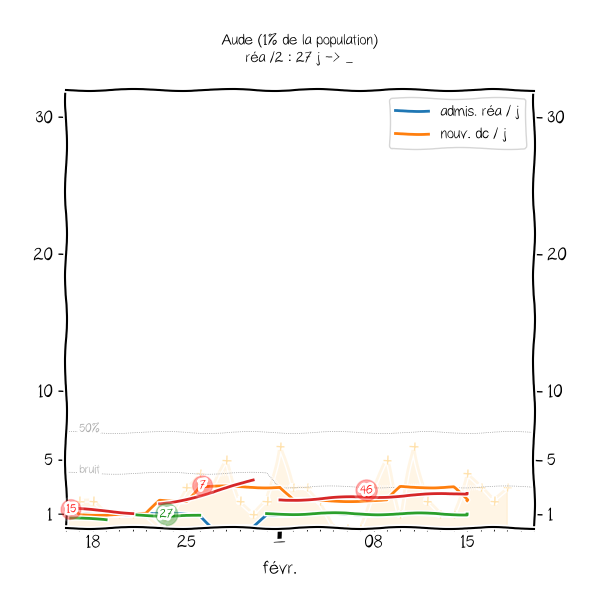 Aude (1% de la population)
réa /2 : 27 j -> _
admis. réa / j
nouv. dc / j
30 30
20 20
10 10
50%
5 5
bruit
7
46
15
27
1 1
18 25 _ 08 15
févr.